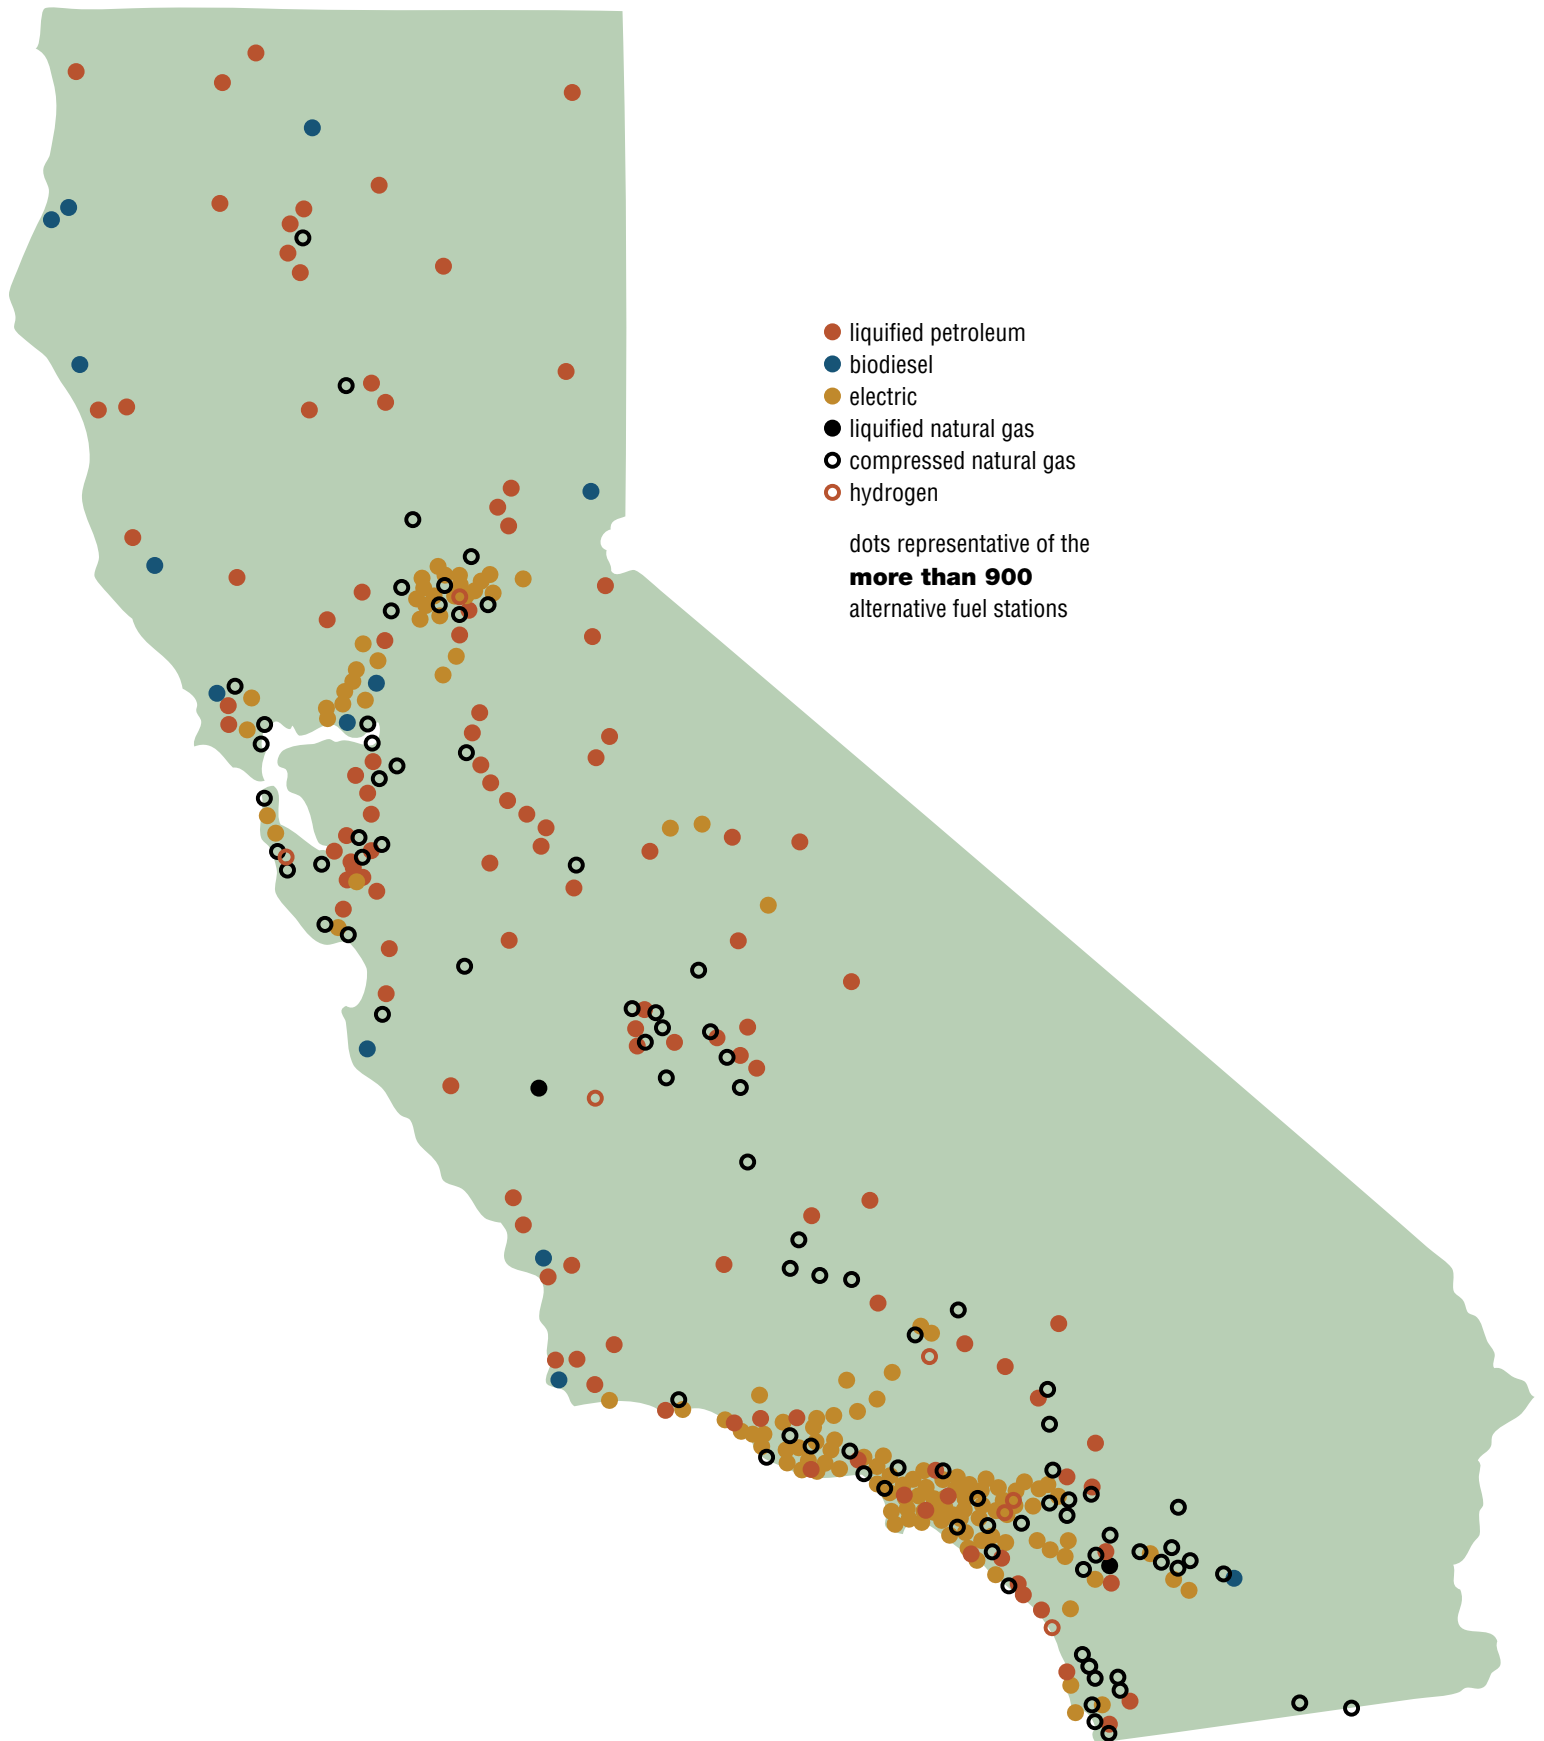 liquified petroleum
biodiesel
electric
liquified natural gas
compressed natural gas
hydrogen
dots representative of the
more than 900
alternative fuel stations